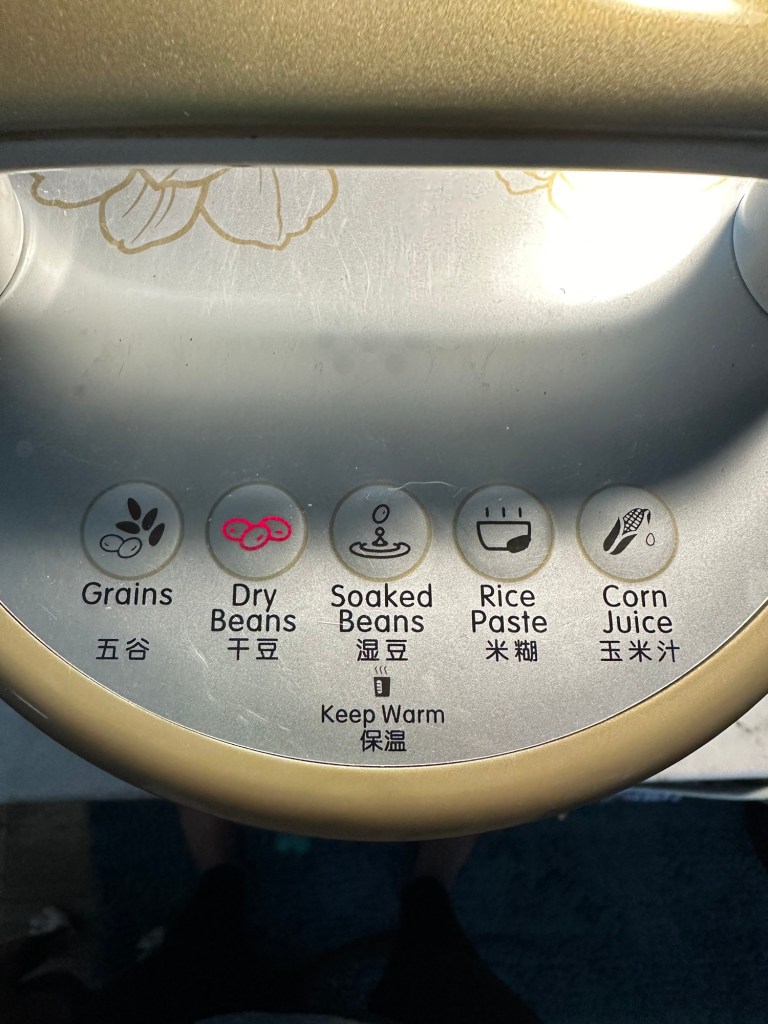 Grains
五谷
Dry
Beans
干豆
Soaked
Beans
湿豆
Rice
Paste
米糊
Corn
Juice
玉米汁
Keep Warm
保温